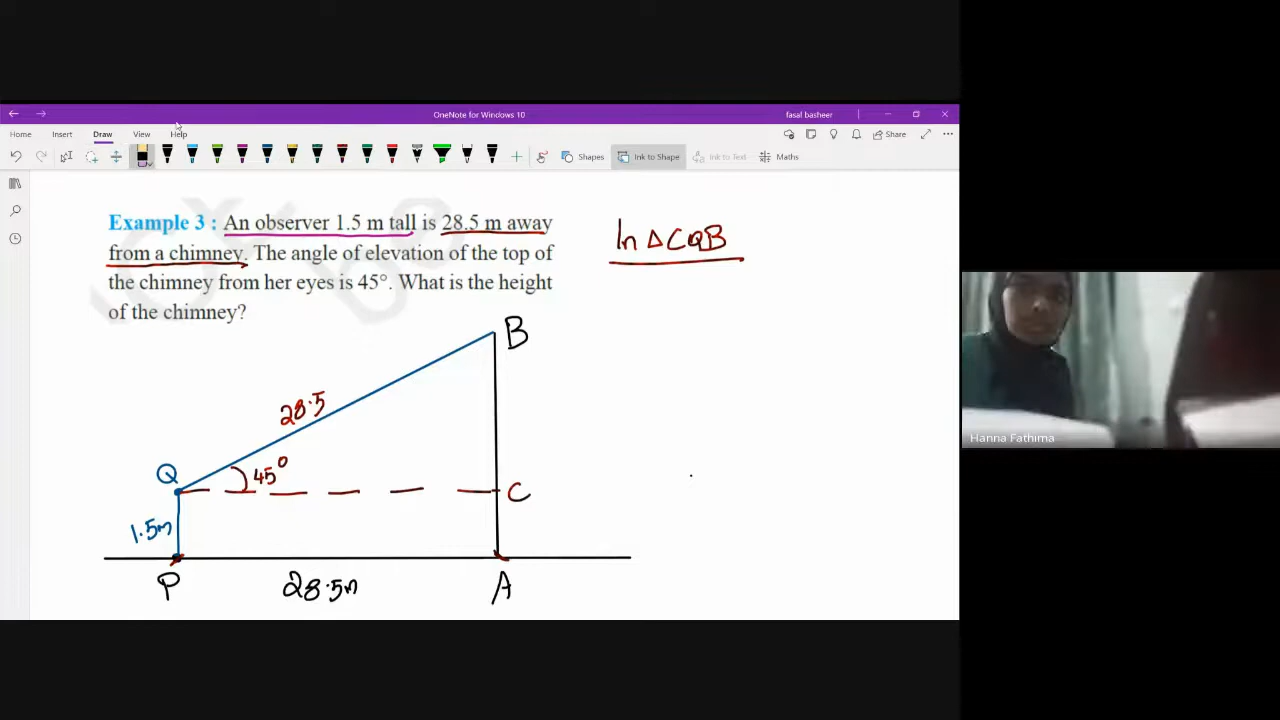 OneNote for Windows 10
fasal basheer
Home Insert Draw View Help
Share
Shapes
Ink to Shape
Ink to Text
Maths
Example 3 : An observer 1.5 m tall is 28.5 m away
from a chimney. The angle of elevation of the top of
the chimney from her eyes is 45°. What is the height
of the chimney?
In Δ CQB
B
28.5
Q
45°
C
1.5m
P
28.5m
A
Hanna Fathima